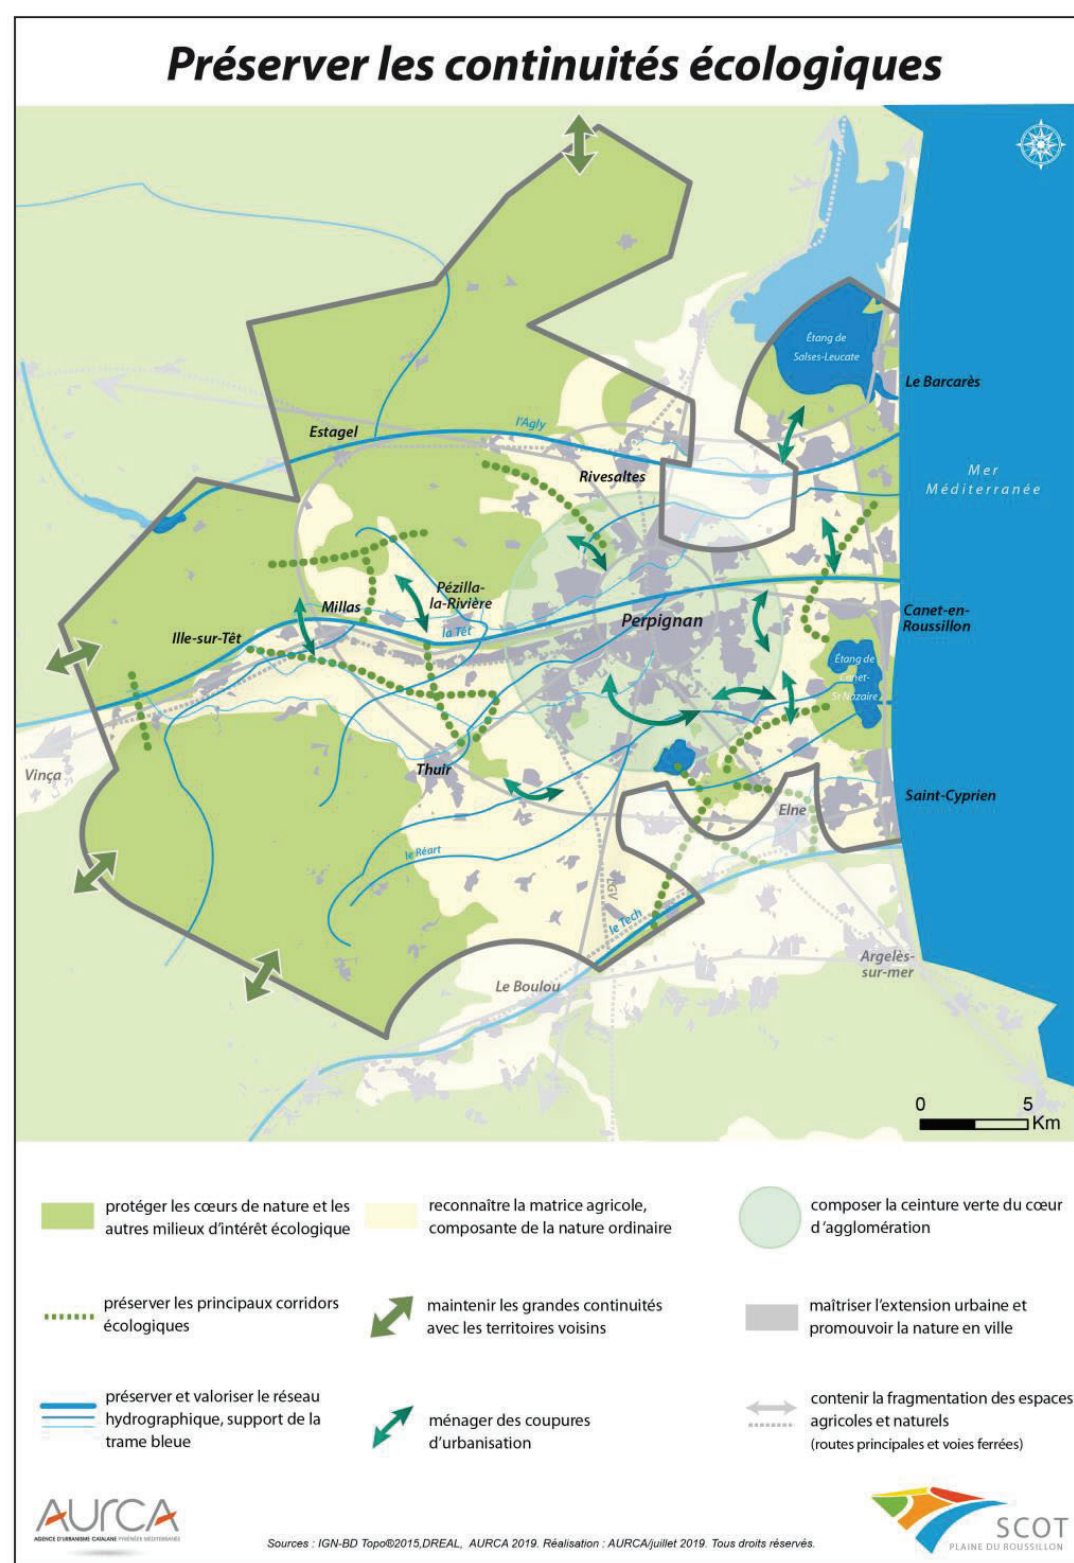 Préserver les continuités écologiques
Étang de
Salses-Leucate
Le Barcarès
Estagel
l'Agly
Rivesaltes
Mer
Méditerranée
Pézilla-
la-Rivière
Millas
Ille-sur-Têt
la Têt
Perpignan
Canet-en-
Roussillon
Étang de
Canet-
St Nazaire
Vinça
Thuir
Saint-Cyprien
Elne
le Réart
LGV
le Tech
Argelès-
sur-mer
Le Boulou
0 5
Km
protéger les cœurs de nature et les
autres milieux d'intérêt écologique
reconnaître la matrice agricole,
composante de la nature ordinaire
composer la ceinture verte du cœur
d'agglomération
préserver les principaux corridors
écologiques
maintenir les grandes continuités
avec les territoires voisins
maîtriser l'extension urbaine et
promouvoir la nature en ville
préserver et valoriser le réseau
hydrographique, support de la
trame bleue
ménager des coupures
d'urbanisation
contenir la fragmentation des espaces
agricoles et naturels
(routes principales et voies ferrées)
AURCA
AGENCE D'URBANISME CATALANE PYRÉNÉES MÉDITERRANÉE
Sources : IGN-BD Topo®2015,DREAL, AURCA 2019. Réalisation : AURCA/juillet 2019. Tous droits réservés.
SCOT
PLAINE DU ROUSSILLON